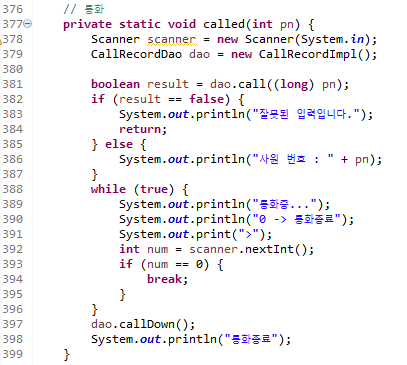 376 // 통화
377 private static void called(int pn) {
378 Scanner scanner = new Scanner(System.in);
379 CallRecordDao dao = new CallRecordImpl();
380
381 boolean result = dao.call((long) pn);
382 if (result == false) {
383 System.out.println("잘못된 입력입니다.");
384 return;
385 } else {
386 System.out.println("사원 번호 : " + pn);
387 }
388 while (true) {
389 System.out.println("통화중...");
390 System.out.println("0 -> 통화종료");
391 System.out.print(">");
392 int num = scanner.nextInt();
393 if (num == 0) {
394 break;
395 }
396 }
397 dao.callDown();
398 System.out.println("통화종료");
399 }